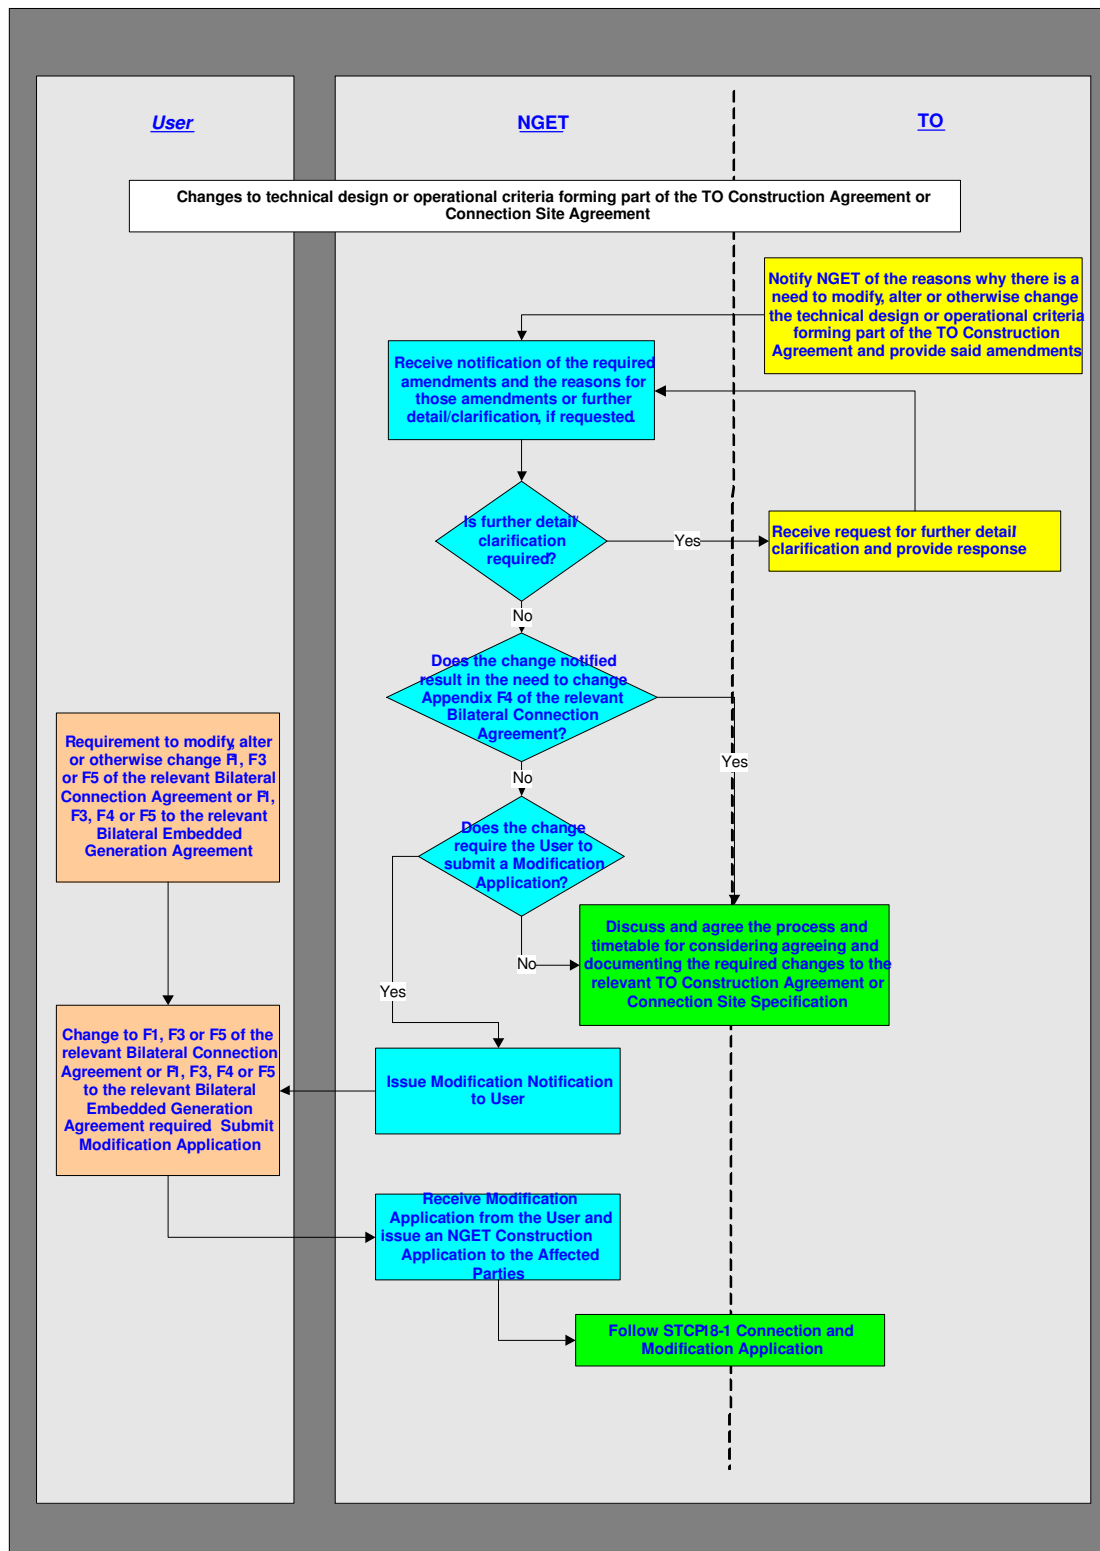 User
NGET
TO
Changes to technical design or operational criteria forming part of the TO Construction Agreement or
Connection Site Agreement
Notify NGET of the reasons why there is a
need to modify, alter or otherwise change
the technical design or operational criteria
forming part of the TO Construction
Agreement and provide said amendments
Receive notification of the required
amendments and the reasons for
those amendments or further
detail/clarification, if requested.
Is further detail/
clarification
required?
Yes
Receive request for further detail/
clarification and provide response
No
Does the change notified
result in the need to change
Appendix F4 of the relevant
Bilateral Connection
Agreement?
Yes
No
Requirement to modify, alter
or otherwise change F1, F3
or F5 of the relevant Bilateral
Connection Agreement or F1,
F3, F4 or F5 to the relevant
Bilateral Embedded
Generation Agreement
Does the change
require the User to
submit a Modification
Application?
No
Yes
Discuss and agree the process and
timetable for considering agreeing and
documenting the required changes to the
relevant TO Construction Agreement or
Connection Site Specification
Change to F1, F3 or F5 of the
relevant Bilateral Connection
Agreement or F1, F3, F4 or F5
to the relevant Bilateral
Embedded Generation
Agreement required Submit
Modification Application
Issue Modification Notification
to User
Receive Modification
Application from the User and
issue an NGET Construction
Application to the Affected
Parties
Follow STCP18-1 Connection and
Modification Application